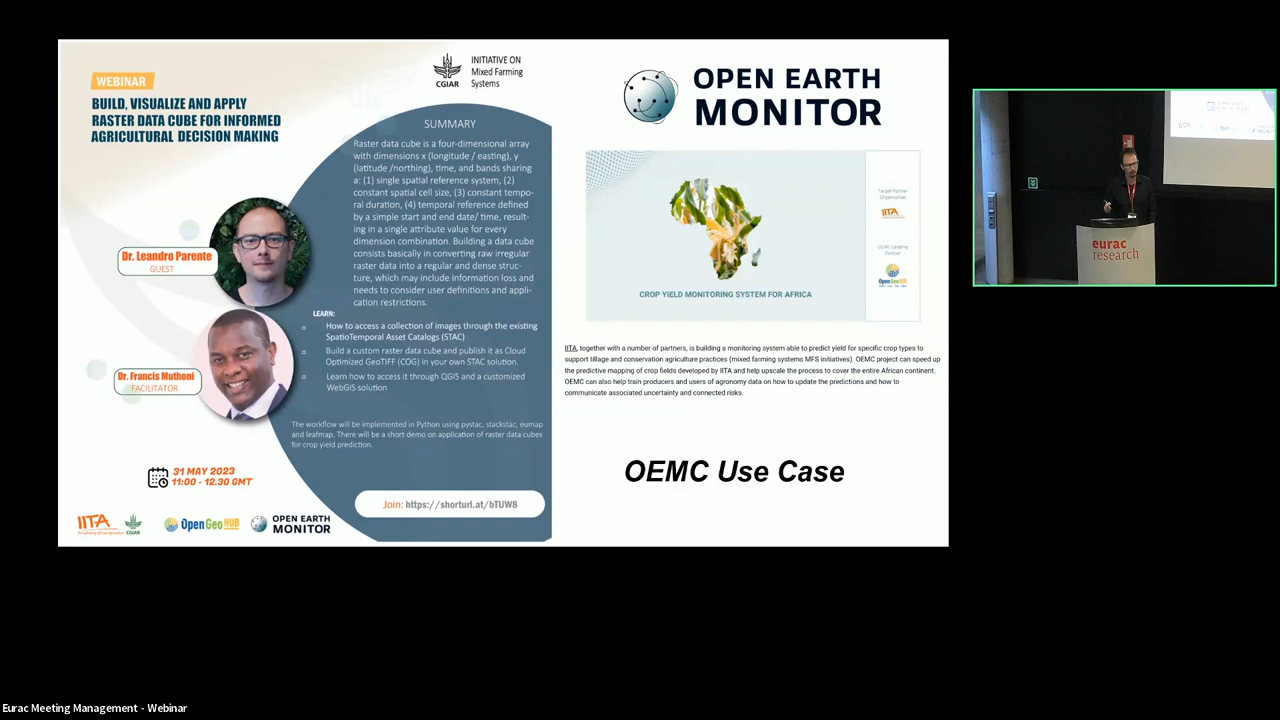 WEBINAR
BUILD, VISUALIZE AND APPLY
RASTER DATA CUBE FOR INFORMED
AGRICULTURAL DECISION MAKING
CGIAR
INITIATIVE ON
Mixed Farming
Systems
SUMMARY
Raster data cube is a four-dimensional array
with dimensions x (longitude / easting), y
(latitude /northing), time, and bands sharing
a: (1) single spatial reference system, (2)
constant spatial cell size, (3) constant tempo-
ral duration, (4) temporal reference defined
by a simple start and end date/ time, result-
ing in a single attribute value for every
dimension combination. Building a data cube
consists basically in converting raw irregular
raster data into a regular and dense struc-
ture, which may include information loss and
needs to consider user definitions and appli-
cation restrictions.
Dr. Leandro Parente
GUEST
Dr. Francis Muthoni
FACILITATOR
LEARN:
How to access a collection of images through the existing
SpatioTemporal Asset Catalogs (STAC)
Build a custom raster data cube and publish it as Cloud
Optimized GeoTIFF (COG) in your own STAC solution.
Learn how to access it through QGIS and a customized
WebGIS solution
The workflow will be implemented in Python using pystac, stackstac, eumap
and leafmap. There will be a short demo on application of raster data cubes
for crop yield prediction.
31 MAY 2023
11:00 - 12.30 GMT
Join: https://shorturl.at/bTUW8
IITA
CGIAR
OpenGeoHUB
OPEN EARTH
MONITOR
OPEN EARTH
MONITOR
CROP YIELD MONITORING SYSTEM FOR AFRICA
Target Partner
Organization
IITA
OEMC Leading
Partner
OpenGeoHUB
IITA, together with a number of partners, is building a monitoring system able to predict yield for specific crop types to
support tillage and conservation agriculture practices (mixed farming systems MFS initiatives). OEMC project can speed up
the predictive mapping of crop fields developed by IITA and help upscale the process to cover the entire African continent.
OEMC can also help train producers and users of agronomy data on how to update the predictions and how to
communicate associated uncertainty and connected risks.
OEMC Use Case
eurac
research
Eurac Meeting Management - Webinar